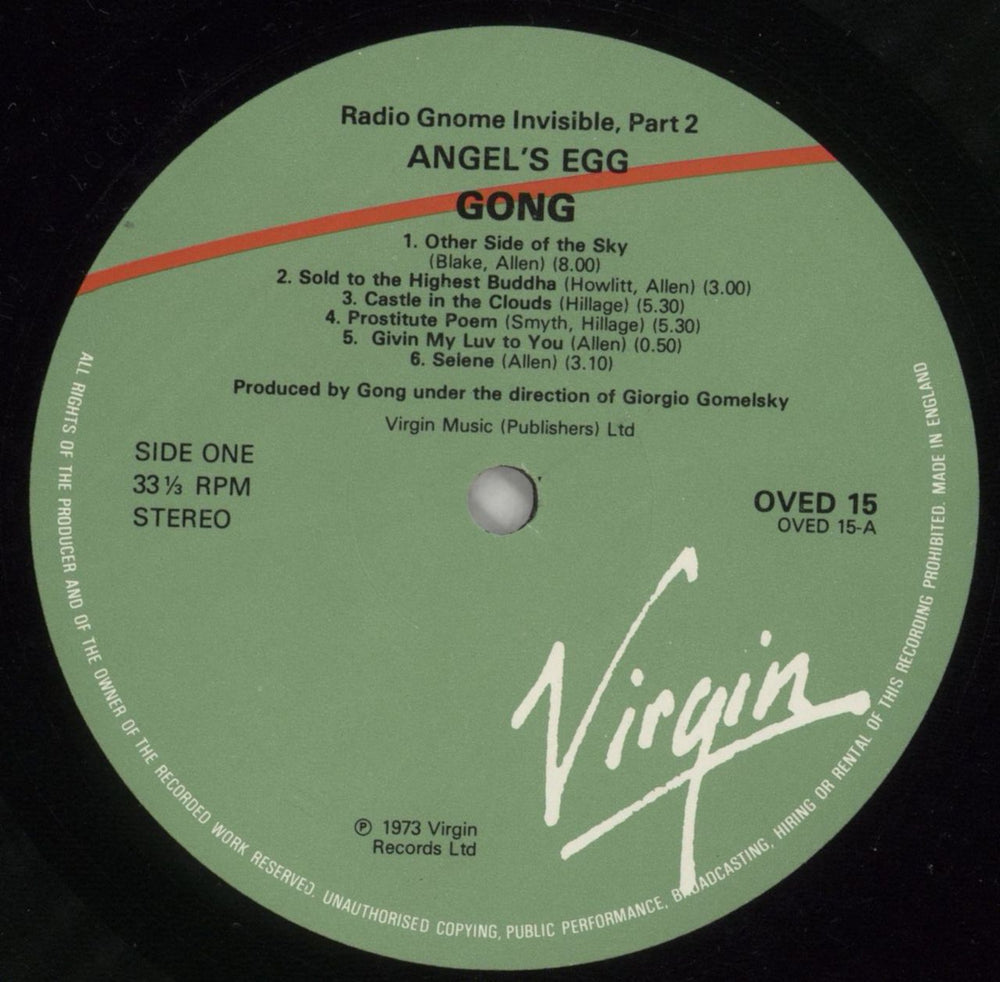 Radio Gnome Invisible, Part 2
ANGEL'S EGG
GONG
1. Other Side of the Sky
(Blake, Allen) (8.00)
2. Sold to the Highest Buddha (Howlitt, Allen) (3.00)
3. Castle in the Clouds (Hillage) (5.30)
4. Prostitute Poem (Smyth, Hillage) (5.30)
5. Givin My Luv to You (Allen) (0.50)
6. Selene (Allen) (3.10)
Produced by Gong under the direction of Giorgio Gomelsky
Virgin Music (Publishers) Ltd
SIDE ONE
33⅓ RPM
STEREO
OVED 15
OVED 15-A
Virgin
℗ 1973 Virgin
Records Ltd
ALL RIGHTS OF THE PRODUCER AND OF THE OWNER OF THE RECORDED WORK RESERVED. UNAUTHORISED COPYING, PUBLIC PERFORMANCE, BROADCASTING, HIRING OR RENTAL OF THIS RECORDING PROHIBITED. MADE IN ENGLAND